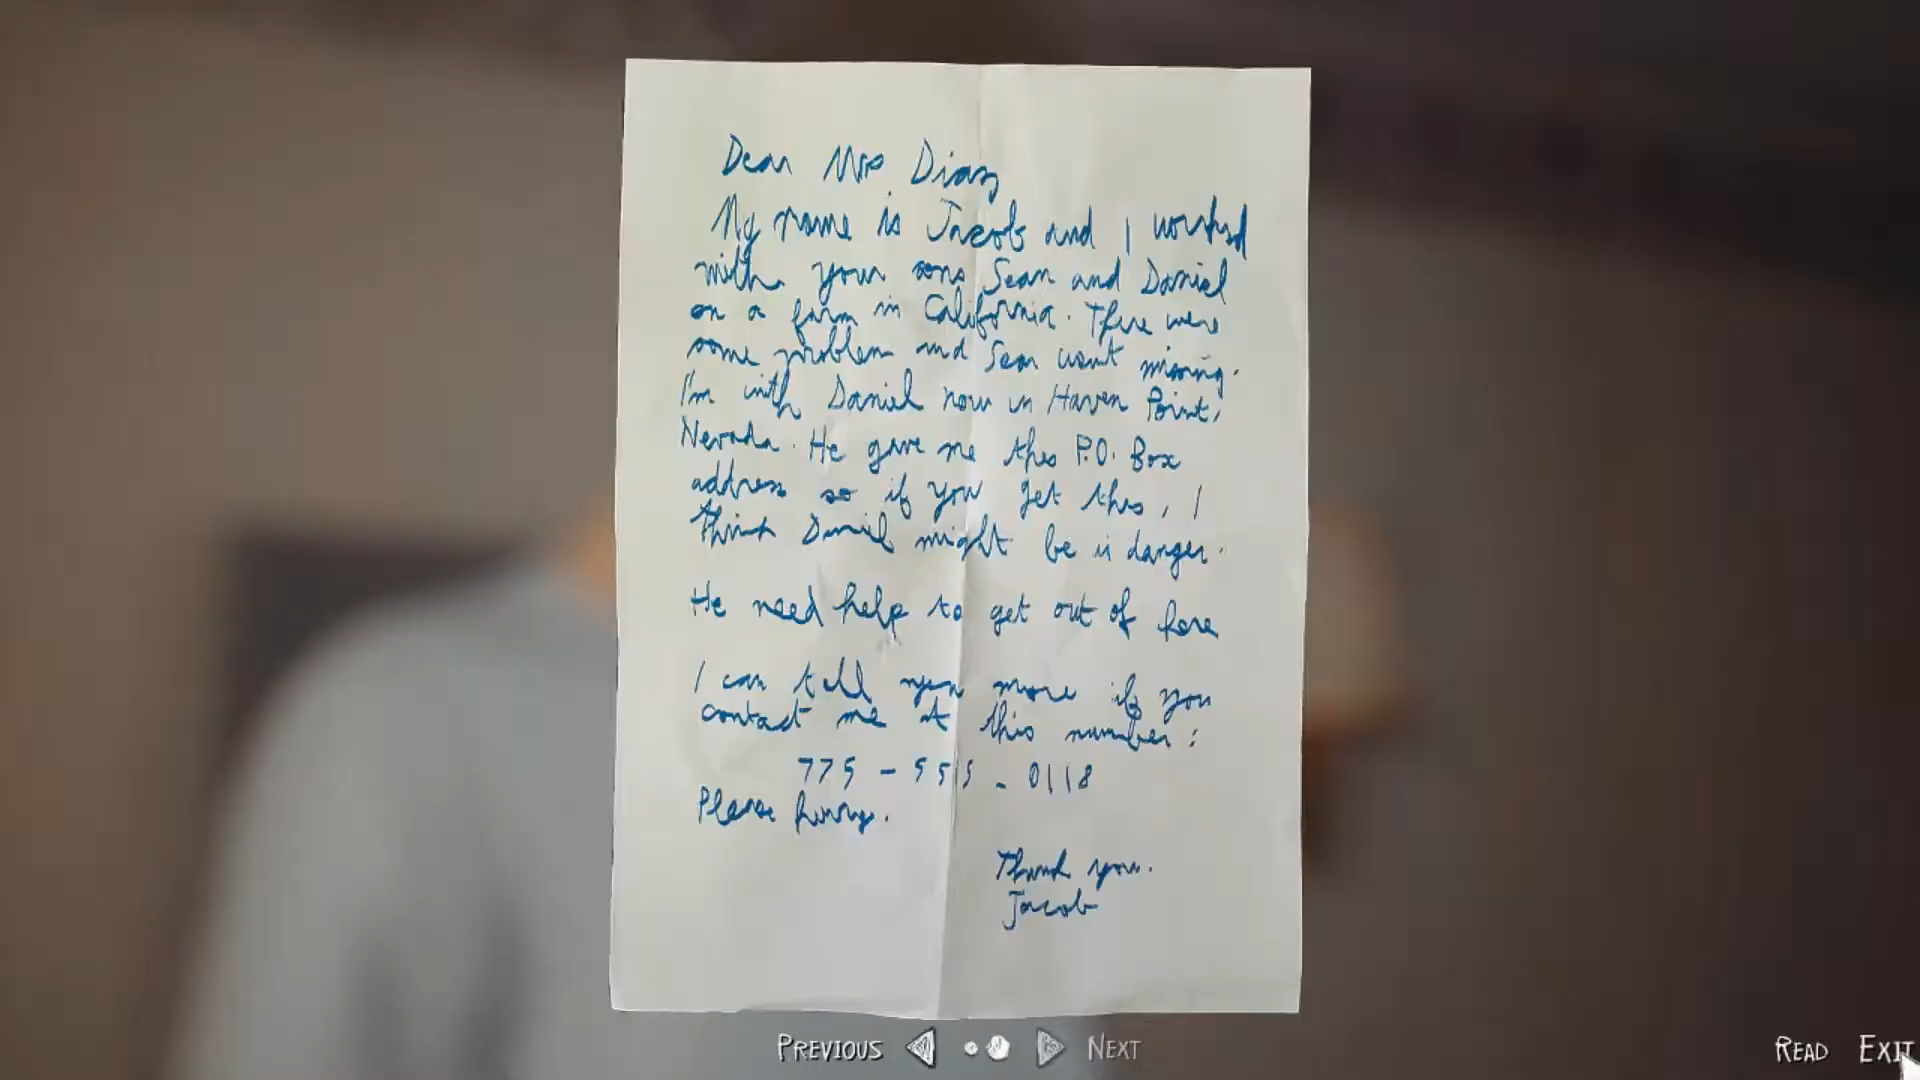 Dear Mrs Diaz
My name is Jacob and I worked
with your sons Sean and Daniel
on a farm in California. There were
some problem and Sean went missing.
I'm with Daniel now in Haven Point,
Nevada. He gave me this P.O. Box
address so if you get this, I
think Daniel might be in danger.
He need help to get out of here
I can tell you more if you
contact me at this number:
775-555-0118
Please hurry.
Thank you.
Jacob
PREVIOUS NEXT
READ EXIT